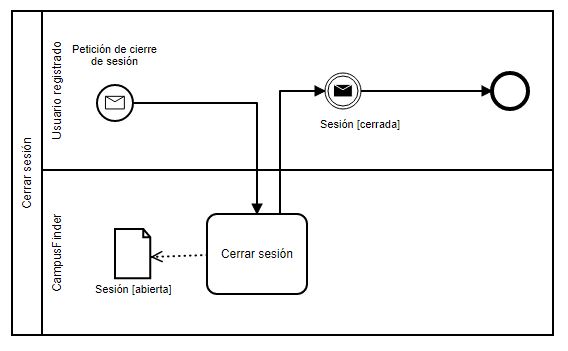 Cerrar sesión
Usuario registrado
Petición de cierre
de sesión
Sesión [cerrada]
CampusFinder
Cerrar sesión
Sesión [abierta]